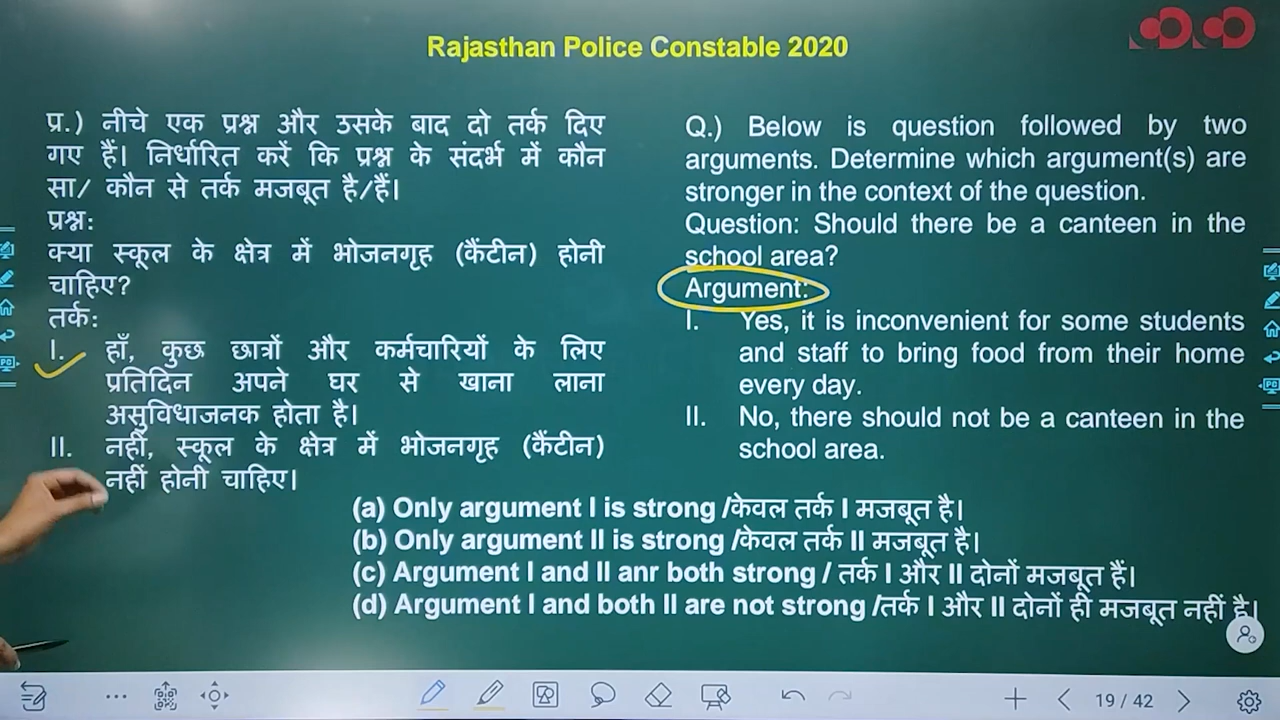 Rajasthan Police Constable 2020
प्र.) नीचे एक प्रश्न और उसके बाद दो तर्क दिए
गए हैं। निर्धारित करें कि प्रश्न के संदर्भ में कौन
सा/ कौन से तर्क मजबूत है/हैं।
प्रश्न:
क्या स्कूल के क्षेत्र में भोजनगृह (कैंटीन) होनी
चाहिए?
तर्क:
I. हाँ, कुछ छात्रों और कर्मचारियों के लिए
प्रतिदिन अपने घर से खाना लाना
असुविधाजनक होता है।
II. नहीं, स्कूल के क्षेत्र में भोजनगृह (कैंटीन)
नहीं होनी चाहिए।
Q.) Below is question followed by two
arguments. Determine which argument(s) are
stronger in the context of the question.
Question: Should there be a canteen in the
school area?
Argument:
I. Yes, it is inconvenient for some students
and staff to bring food from their home
every day.
II. No, there should not be a canteen in the
school area.
(a) Only argument I is strong /केवल तर्क I मजबूत है।
(b) Only argument II is strong /केवल तर्क II मजबूत है।
(c) Argument I and II anr both strong / तर्क I और II दोनों मजबूत हैं।
(d) Argument I and both II are not strong /तर्क I और II दोनों ही मजबूत नहीं है।
19 / 42